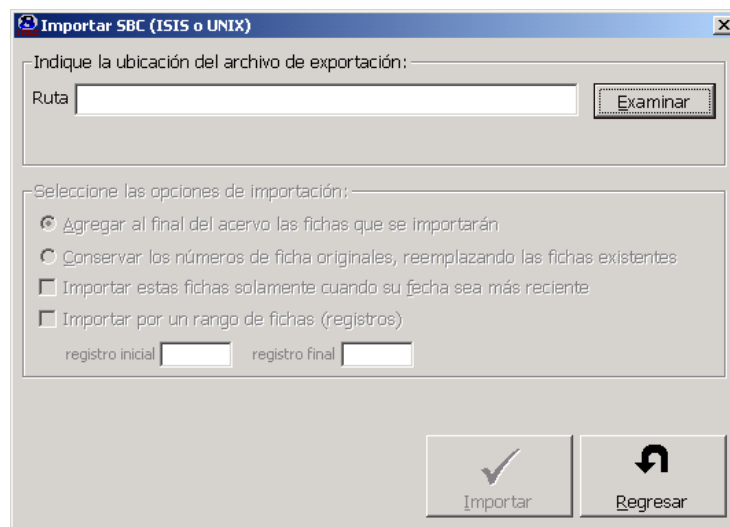 Importar SBC (ISIS o UNIX)
Indique la ubicación del archivo de exportación:
Ruta
Examinar
Seleccione las opciones de importación:
Agregar al final del acervo las fichas que se importarán
Conservar los números de ficha originales, reemplazando las fichas existentes
Importar estas fichas solamente cuando su fecha sea más reciente
Importar por un rango de fichas (registros)
registro inicial registro final
Importar Regresar